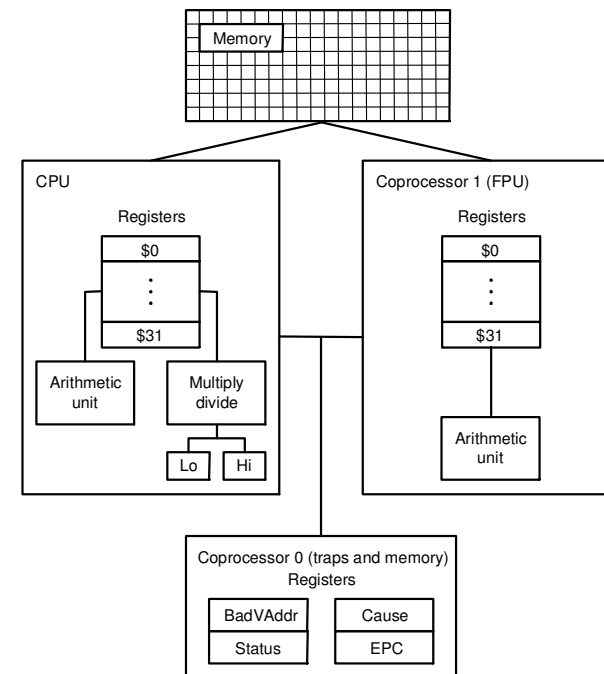 Memory
CPU
Registers
$0
$31
Arithmetic
unit
Multiply
divide
Lo
Hi
Coprocessor 1 (FPU)
Registers
$0
$31
Arithmetic
unit
Coprocessor 0 (traps and memory)
Registers
BadVAddr
Cause
Status
EPC